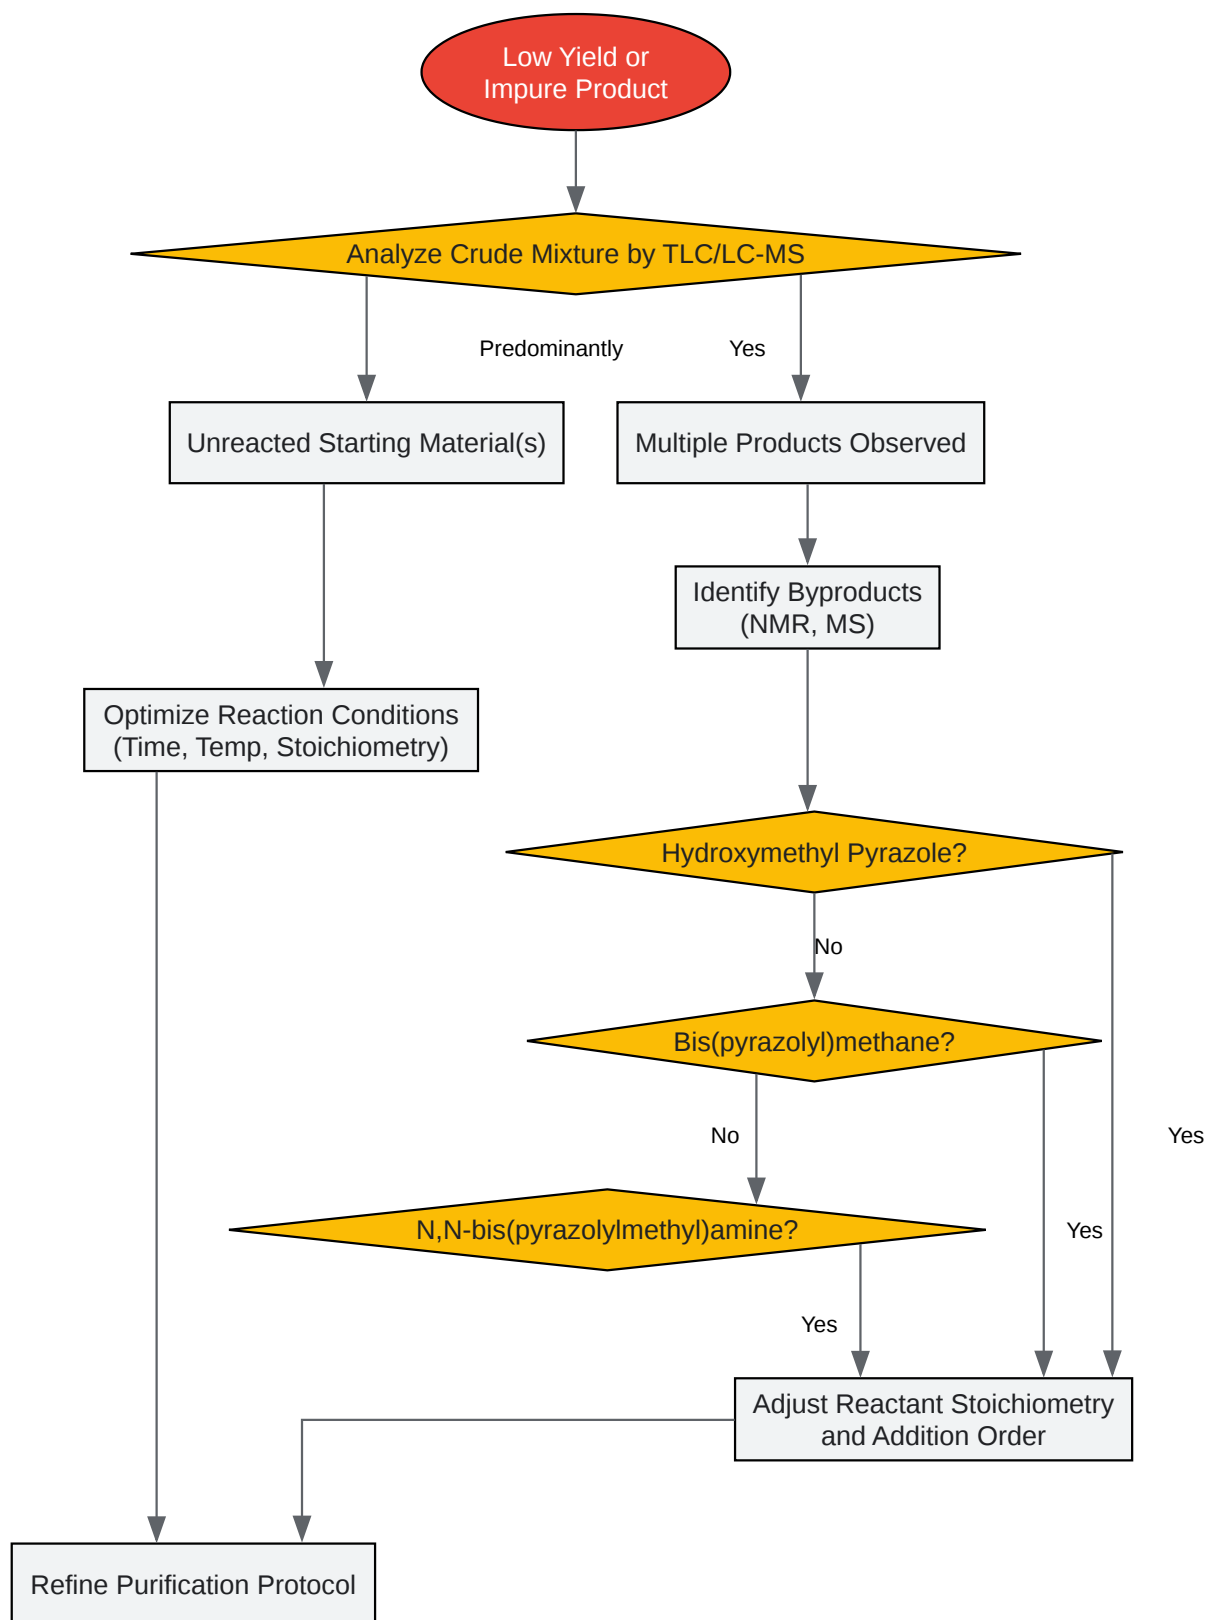 Low Yield or
Impure Product
Analyze Crude Mixture by TLC/LC-MS
Predominantly
Yes
Unreacted Starting Material(s)
Multiple Products Observed
Identify Byproducts
(NMR, MS)
Optimize Reaction Conditions
(Time, Temp, Stoichiometry)
Hydroxymethyl Pyrazole?
No
Bis(pyrazolyl)methane?
No
Yes
N,N-bis(pyrazolylmethyl)amine?
Yes
Yes
Adjust Reactant Stoichiometry
and Addition Order
Refine Purification Protocol